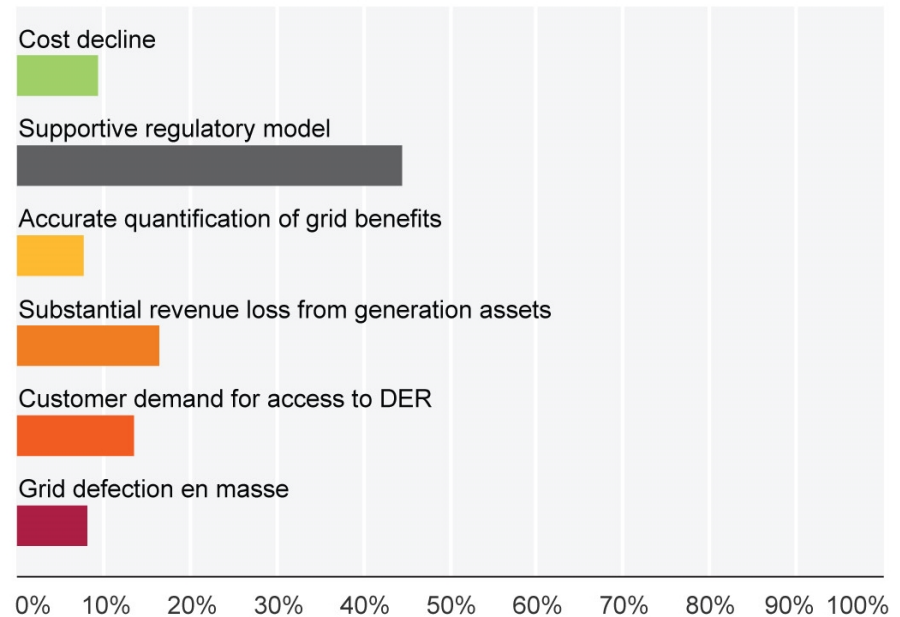 Cost decline
Supportive regulatory model
Accurate quantification of grid benefits
Substantial revenue loss from generation assets
Customer demand for access to DER
Grid defection en masse
0% 10% 20% 30% 40% 50% 60% 70% 80% 90% 100%